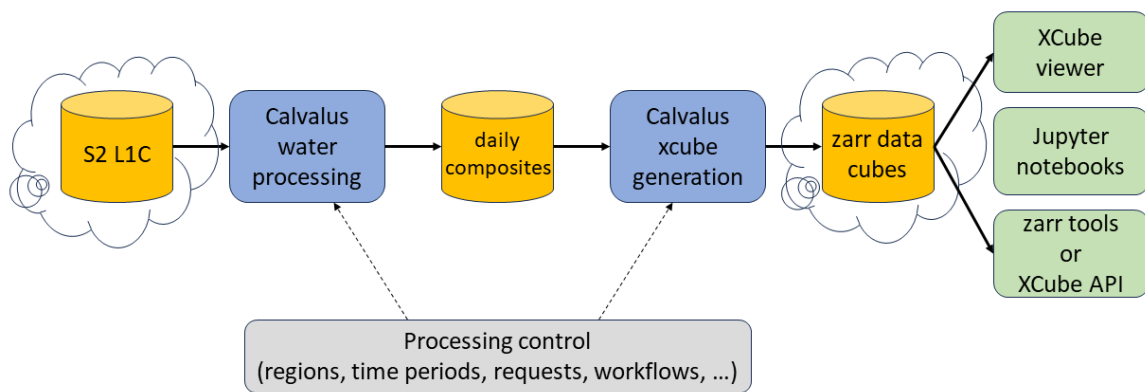 S2 L1C
Calvalus
water
processing
daily
composites
Calvalus
xcube
generation
zarr data
cubes
XCube
viewer
Jupyter
notebooks
zarr tools
or
XCube API
Processing control
(regions, time periods, requests, workflows, ...)